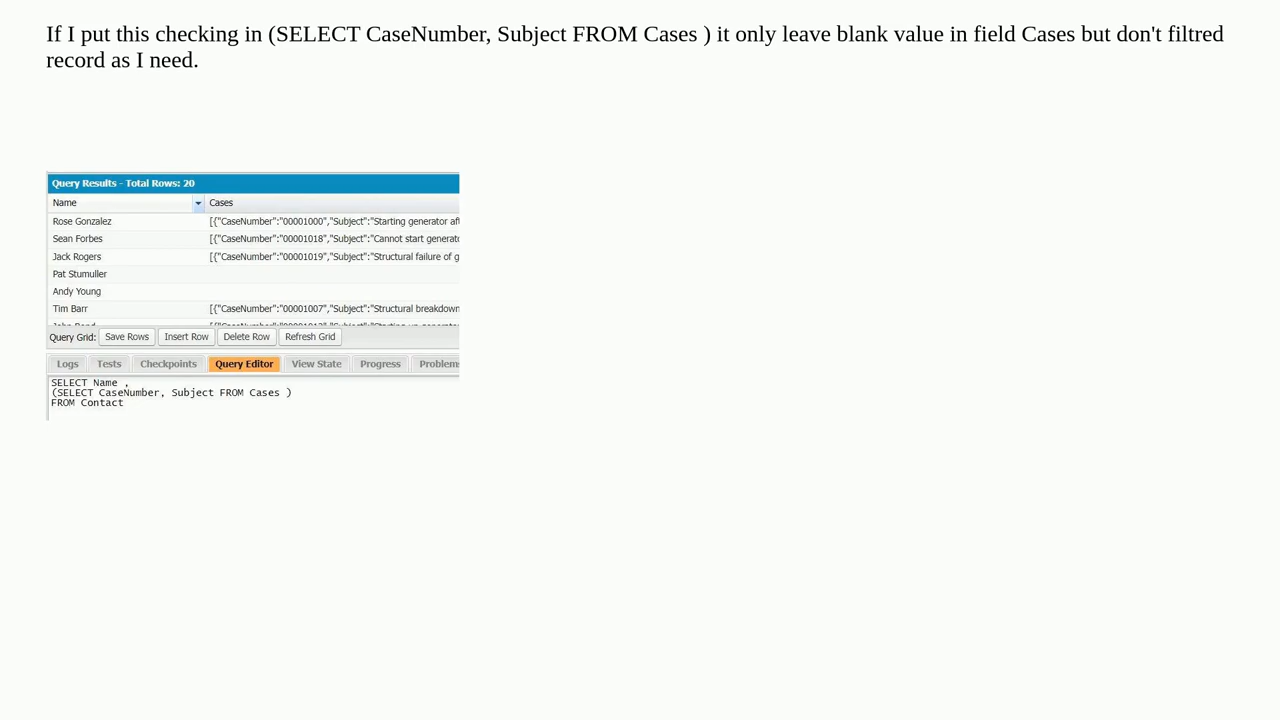 If I put this checking in (SELECT CaseNumber, Subject FROM Cases ) it only leave blank value in field Cases but don't filtred
record as I need.
Query Results - Total Rows: 20
Name Cases
Rose Gonzalez [{"CaseNumber":"00001000","Subject":"Starting generator aft
Sean Forbes [{"CaseNumber":"00001018","Subject":"Cannot start generato
Jack Rogers [{"CaseNumber":"00001019","Subject":"Structural failure of g
Pat Stumuller
Andy Young
Tim Barr [{"CaseNumber":"00001007","Subject":"Structural breakdown
Query Grid: Save Rows Insert Row Delete Row Refresh Grid
Logs Tests Checkpoints Query Editor View State Progress Problems
SELECT Name ,
(SELECT CaseNumber, Subject FROM Cases )
FROM Contact